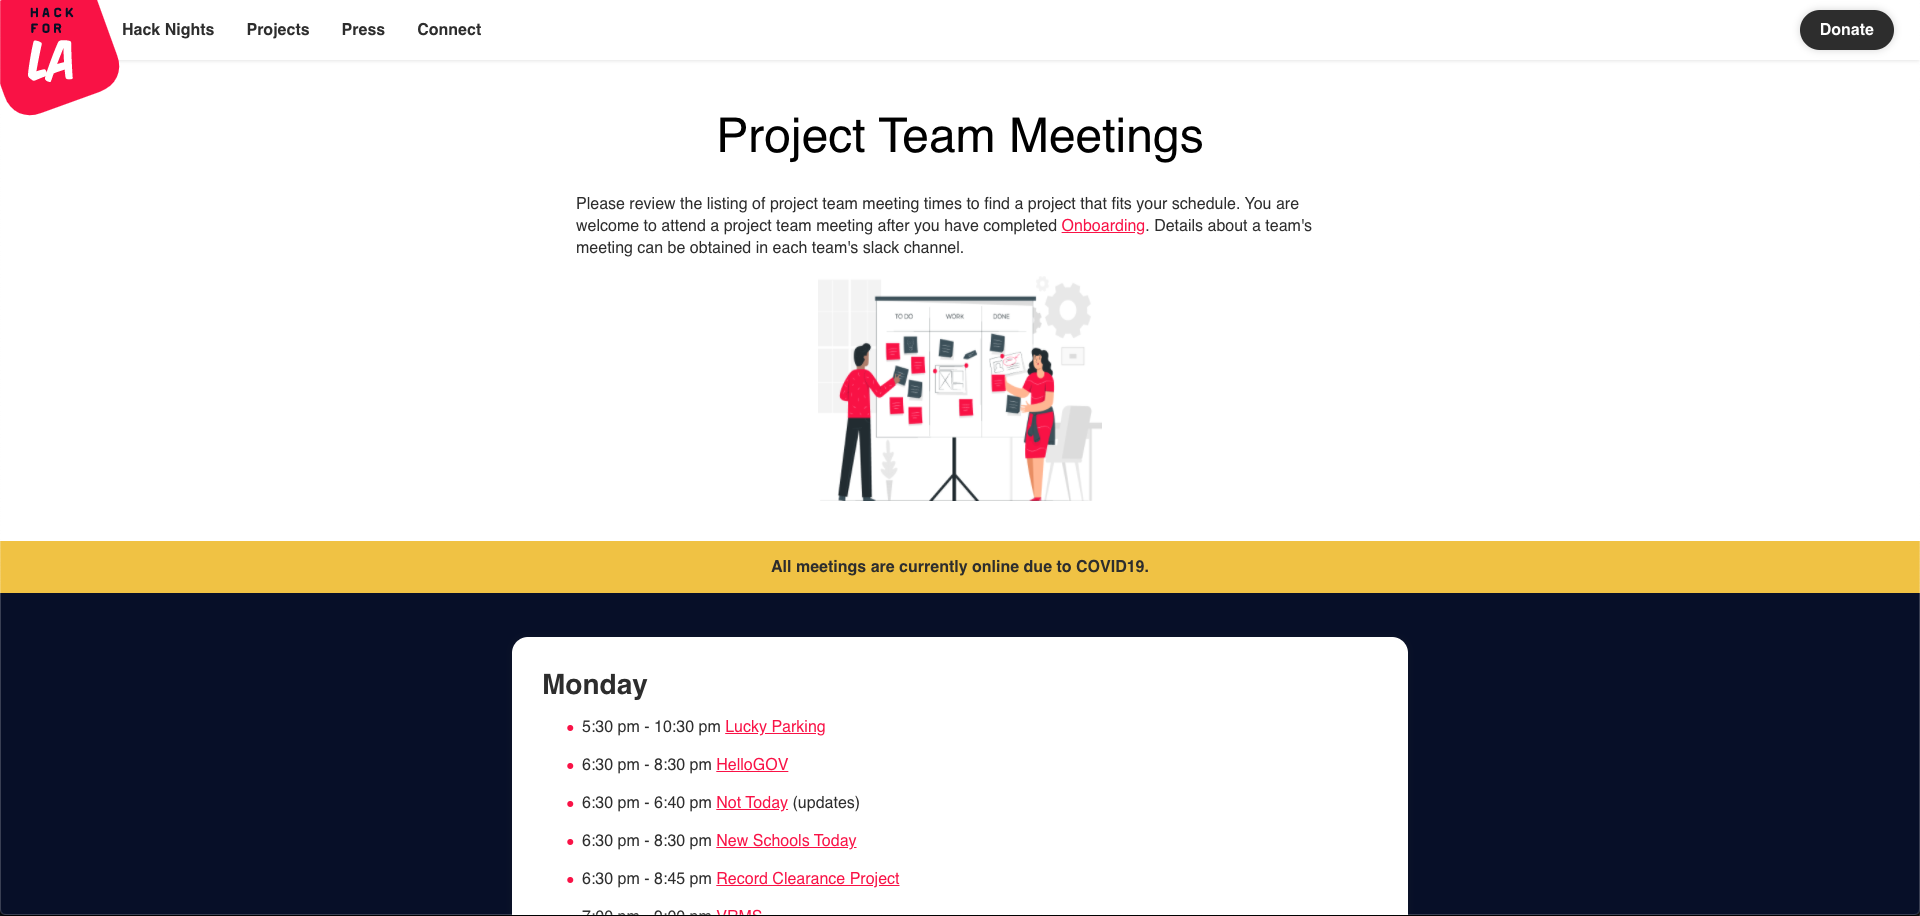 HACK
FOR
LA
Hack Nights Projects Press Connect Donate
Project Team Meetings
Please review the listing of project team meeting times to find a project that fits your schedule. You are
welcome to attend a project team meeting after you have completed Onboarding. Details about a team's
meeting can be obtained in each team's slack channel.
TO DO WORK DONE
All meetings are currently online due to COVID19.
Monday
5:30 pm - 10:30 pm Lucky Parking
6:30 pm - 8:30 pm HelloGOV
6:30 pm - 6:40 pm Not Today (updates)
6:30 pm - 8:30 pm New Schools Today
6:30 pm - 8:45 pm Record Clearance Project